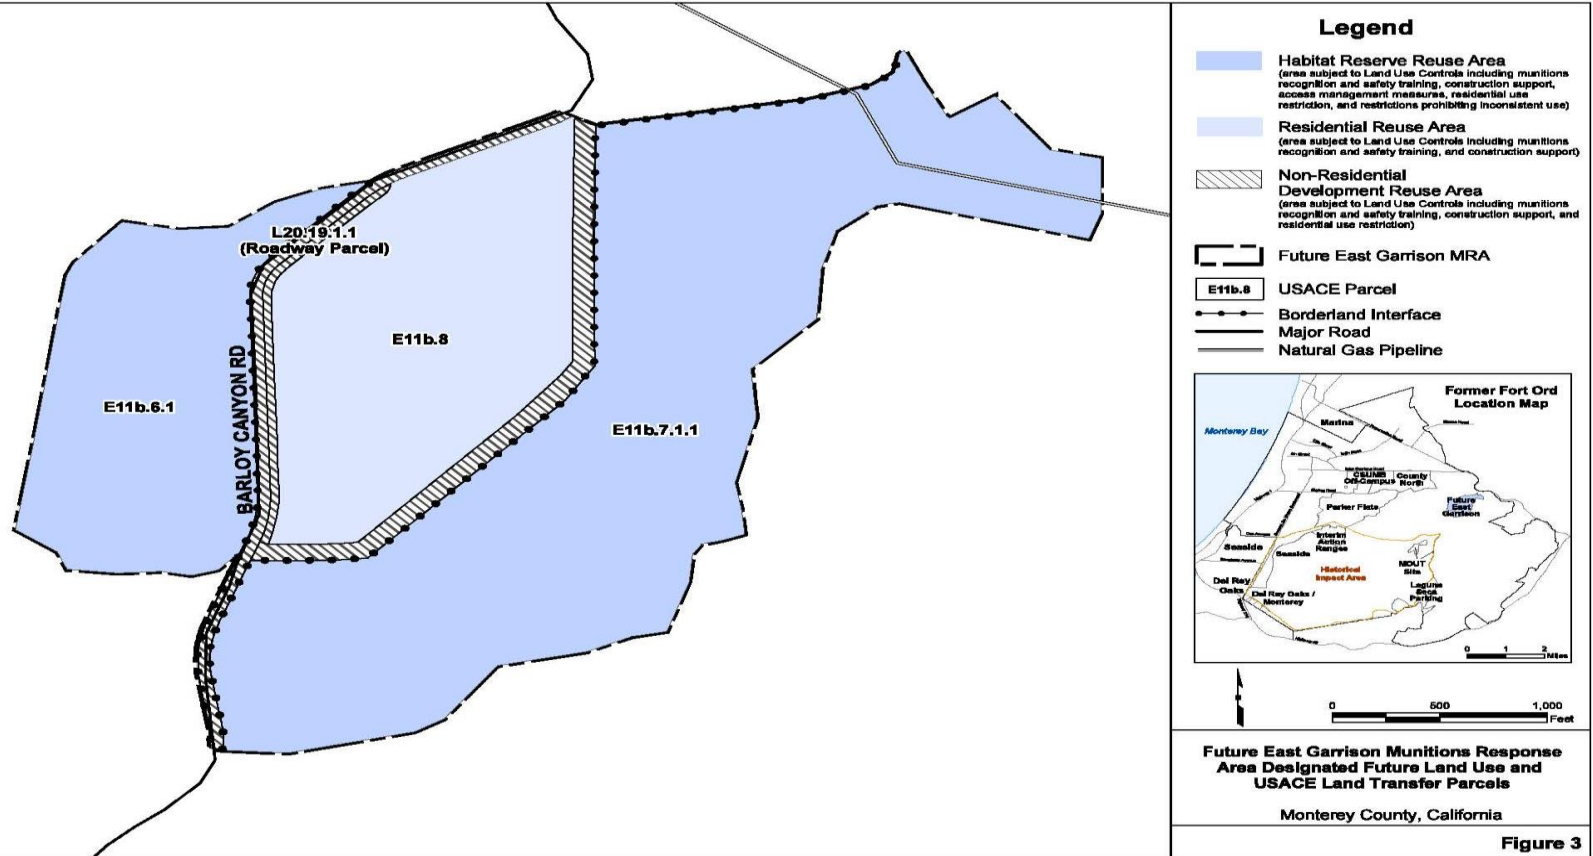 L20.19.1.1
(Roadway Parcel)
E11b.8
BARLOY CANYON RD
E11b.6.1
E11b.7.1.1
Legend
Habitat Reserve Reuse Area
(area subject to Land Use Controls including munitions
recognition and safety training, construction support,
access management measures, residential use
restriction, and restrictions prohibiting inconsistent use)
Residential Reuse Area
(area subject to Land Use Controls including munitions
recognition and safety training, and construction support)
Non-Residential
Development Reuse Area
(area subject to Land Use Controls including munitions
recognition and safety training, construction support, and
residential use restriction)
Future East Garrison MRA
E11b.8
USACE Parcel
Borderland Interface
Major Road
Natural Gas Pipeline
Former Fort Ord
Location Map
Monterey Bay
Marina
CSUMB
Off-Campus
County
North
Parker Flats
Future
East
Garrison
Seaside
Seaside
Interim
Action
Ranges
Historical
Impact Area
MOUT
Site
Laguna
Seca
Parking
Del Rey
Oaks
Del Rey Oaks /
Monterey
0 1 2
Miles
0 500 1,000
Feet
Future East Garrison Munitions Response
Area Designated Future Land Use and
USACE Land Transfer Parcels
Monterey County, California
Figure 3